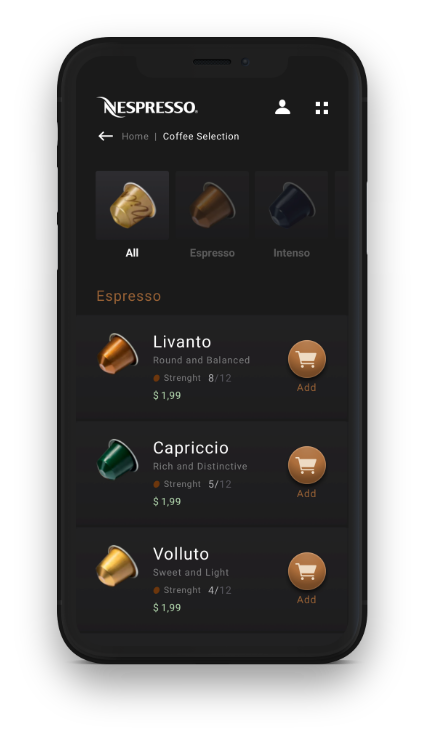 NESPRESSO.
Home | Coffee Selection
All Espresso Intenso
Espresso
Livanto
Round and Balanced
Strenght 8/12
$ 1,99
Add
Capriccio
Rich and Distinctive
Strenght 5/12
$ 1,99
Add
Volluto
Sweet and Light
Strenght 4/12
$ 1,99
Add